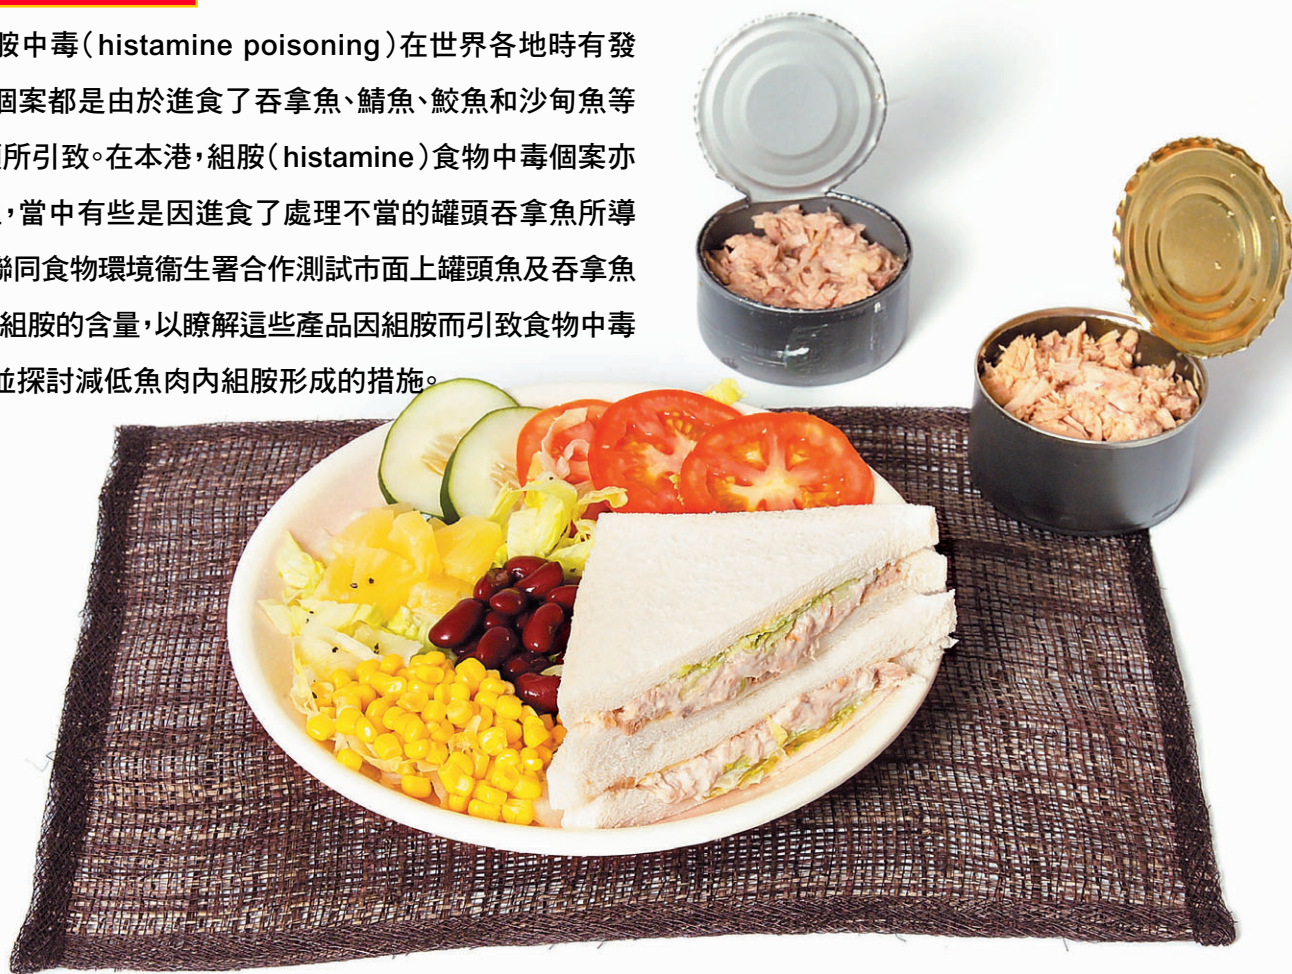 胺中毒(histamine poisoning)在世界各地時有發
個案都是由於進食了吞拿魚、鯖魚、鮫魚和沙甸魚等
所引致。在本港,組胺(histamine)食物中毒個案亦
,當中有些是因進食了處理不當的罐頭吞拿魚所導
聯同食物環境衞生署合作測試市面上罐頭魚及吞拿魚
組胺的含量,以瞭解這些產品因組胺而引致食物中毒
並探討減低魚肉內組胺形成的措施。